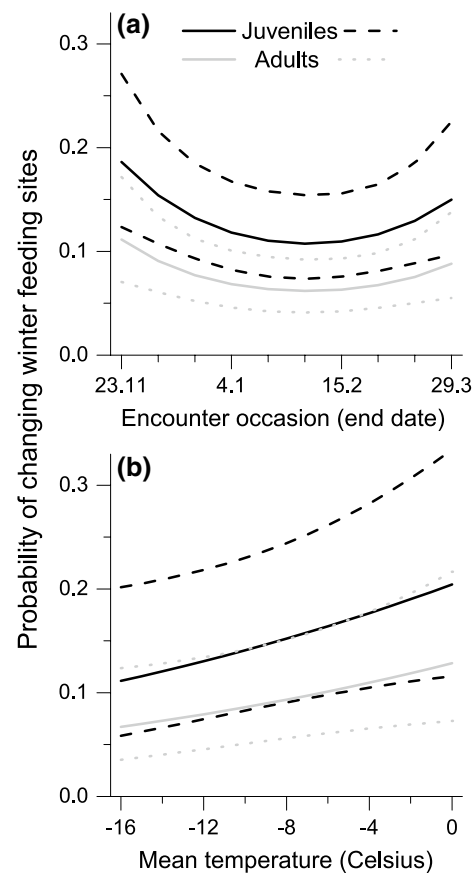 Probability of changing winter feeding sites
(a)
Juveniles
Adults
0.3
0.2
0.1
0.0
23.11 4.1 15.2 29.3
Encounter occasion (end date)
(b)
0.3
0.2
0.1
0.0
-16 -12 -8 -4 0
Mean temperature (Celsius)